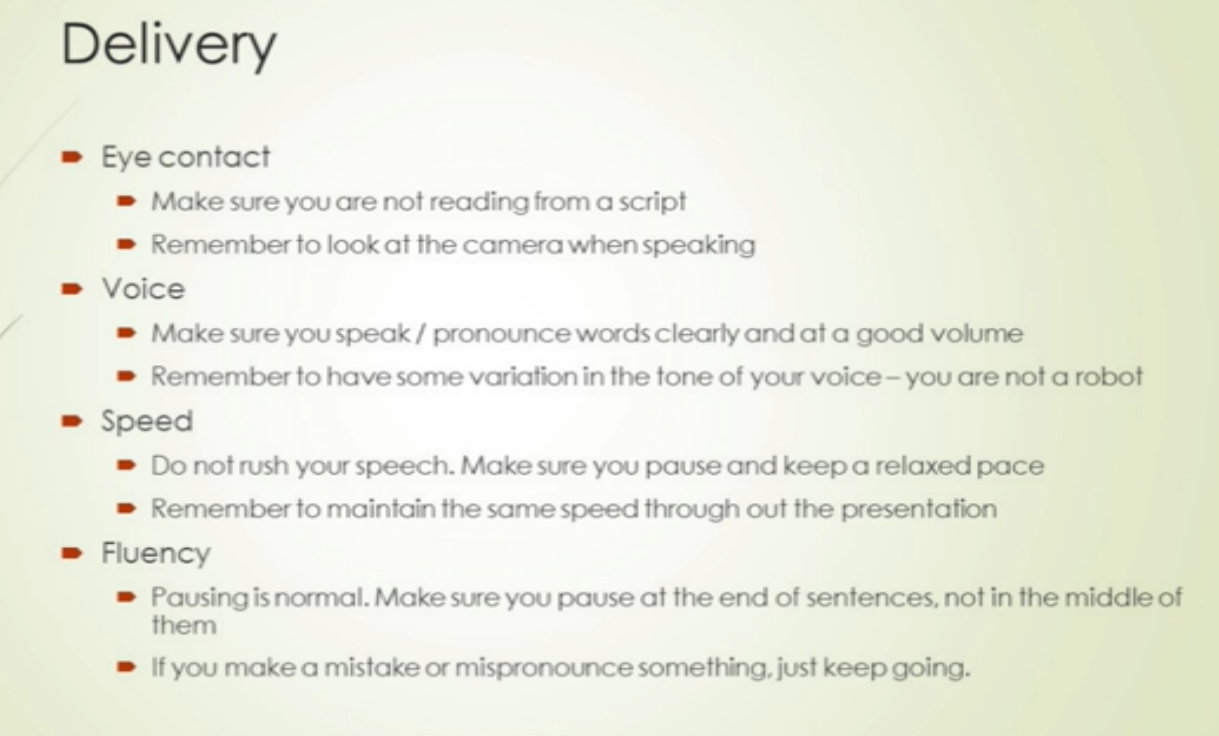 Delivery
Eye contact
Make sure you are not reading from a script
Remember to look at the camera when speaking
Voice
Make sure you speak / pronounce words clearly and at a good volume
Remember to have some variation in the tone of your voice – you are not a robot
Speed
Do not rush your speech. Make sure you pause and keep a relaxed pace
Remember to maintain the same speed through out the presentation
Fluency
Pausing is normal. Make sure you pause at the end of sentences, not in the middle of
them
If you make a mistake or mispronounce something, just keep going.